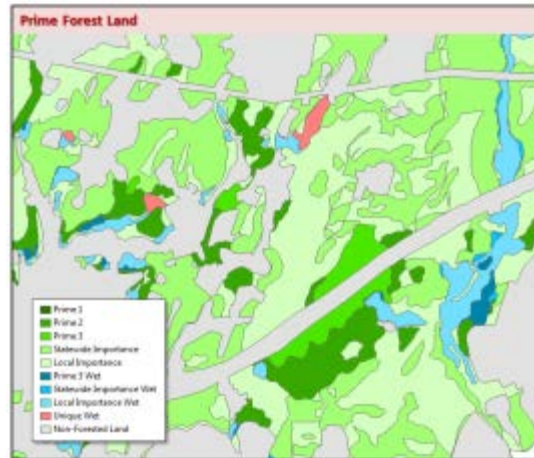 Prime Forest Land
Prime 1
Prime 2
Prime 3
Statewide Importance
Local Importance
Prime 3 Wet
Statewide Importance Wet
Local Importance Wet
Unique Wet
Non-Forested Land